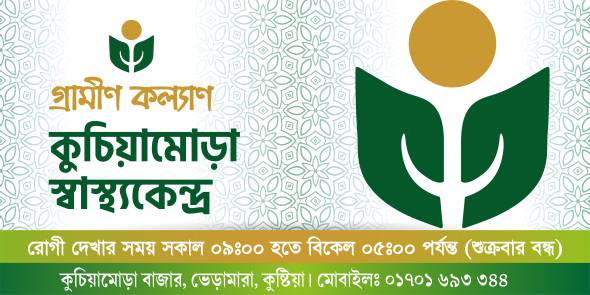 গ্রামীণ কল্যাণ
কুচিয়ামোড়া
স্বাস্থ্যকেন্দ্র
রোগী দেখার সময় সকাল ০৯ঃ০০ হতে বিকেল ০৫ঃ০০ পর্যন্ত (শুক্রবার বন্ধ)
কুচিয়ামোড়া বাজার, ভেড়ামারা, কুষ্টিয়া। মোবাইলঃ ০১৭০১ ৬৯৩ ৩৪৪